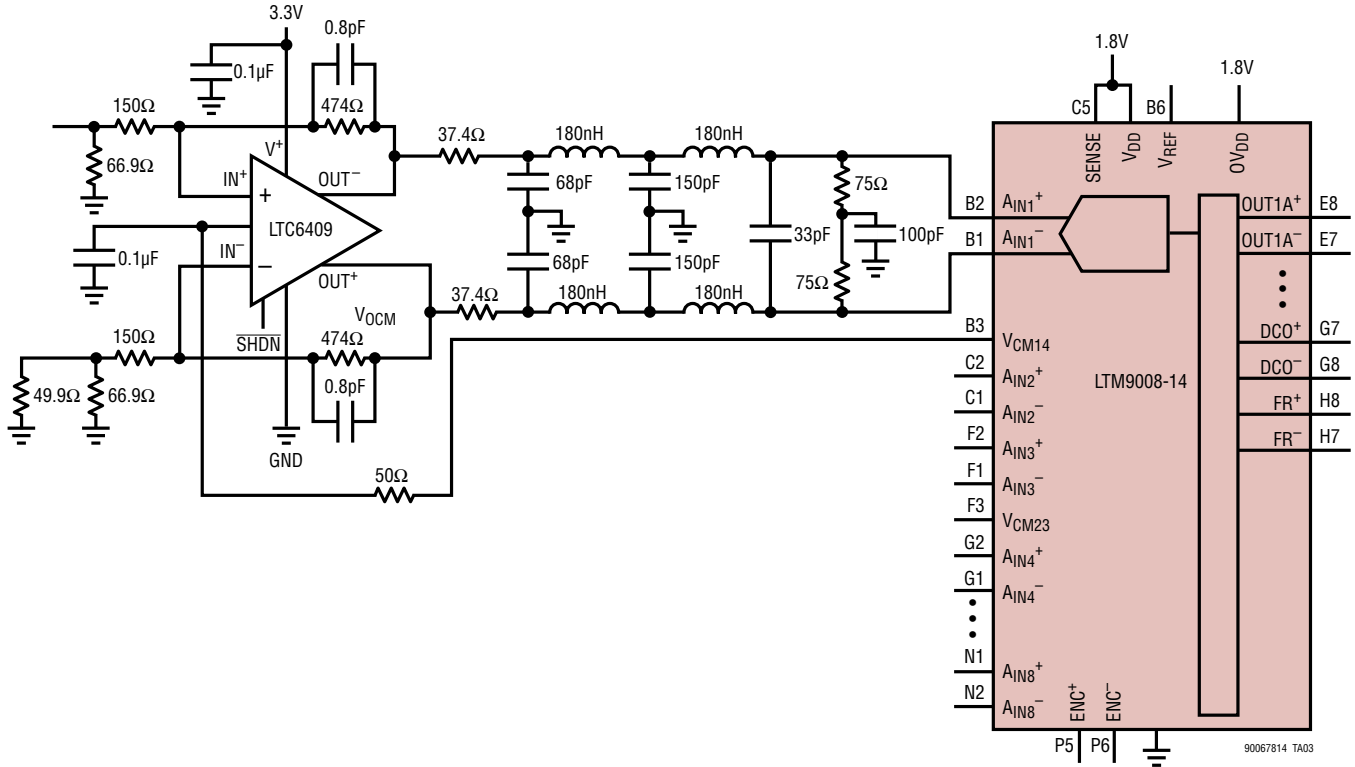 3.3V
0.8pF
0.1µF
150Ω
474Ω
66.9Ω
V+
IN+
+
OUT−
LTC6409
IN−
−
OUT+
0.1µF
VOCM
150Ω
SHDN
474Ω
0.8pF
49.9Ω
66.9Ω
GND
50Ω
37.4Ω
180nH
180nH
68pF
150pF
75Ω
33pF
100pF
68pF
150pF
75Ω
37.4Ω
180nH
180nH
1.8V
1.8V
C5
B6
SENSE
VDD
VREF
OVDD
B2
AIN1+
B1
AIN1−
B3
VCM14
C2
AIN2+
C1
AIN2−
F2
AIN3+
F1
AIN3−
F3
VCM23
G2
AIN4+
G1
AIN4−
N1
AIN8+
N2
AIN8−
LTM9008-14
OUT1A+
E8
OUT1A−
E7
DCO+
G7
DCO−
G8
FR+
H8
FR−
H7
ENC+
ENC−
P5
P6
90067814 TA03